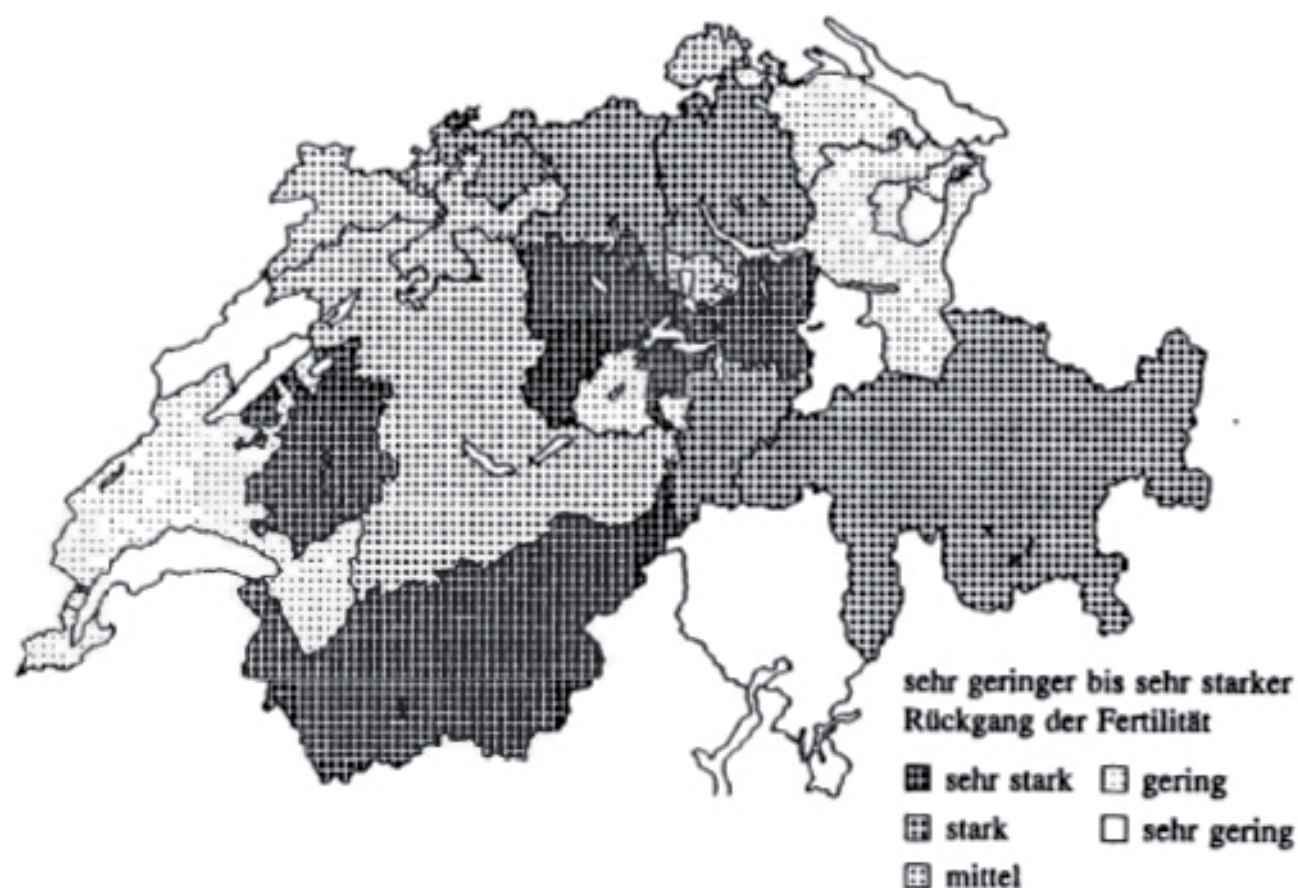 sehr geringer bis sehr starker
Rückgang der Fertilität
sehr stark
gering
stark
sehr gering
mittel